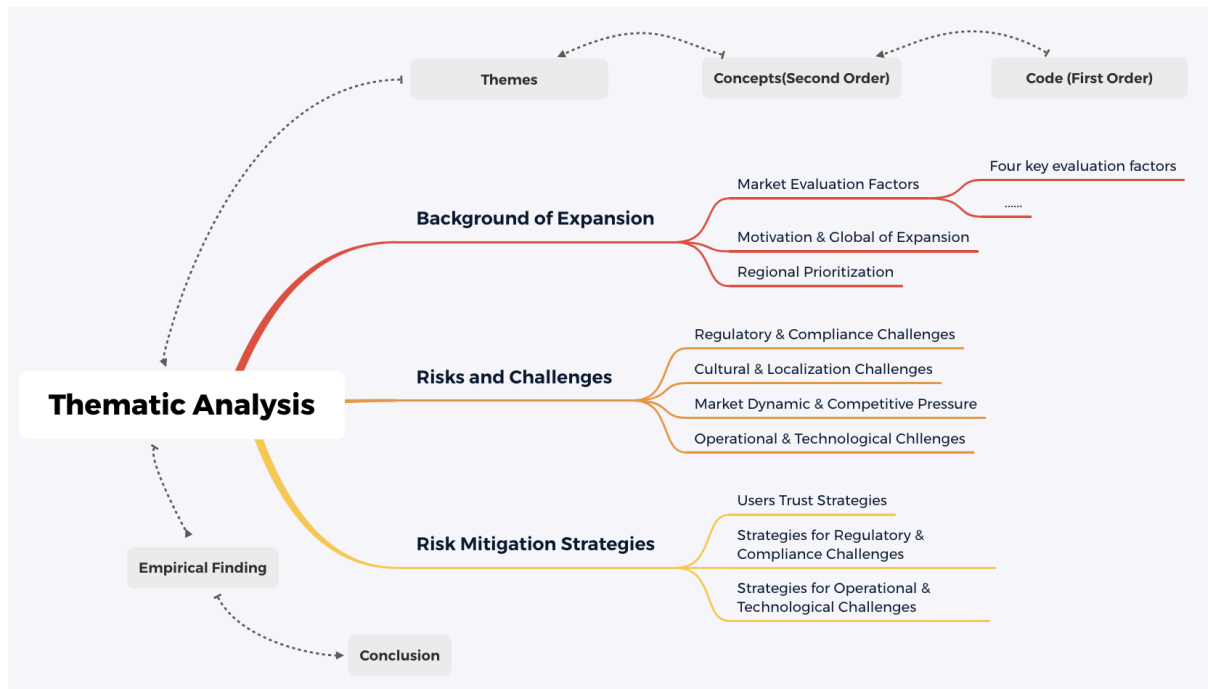 Themes
Concepts(Second Order)
Code (First Order)
Four key evaluation factors
Market Evaluation Factors
......
Background of Expansion
Motivation & Global of Expansion
Regional Prioritization
Regulatory & Compliance Challenges
Cultural & Localization Challenges
Risks and Challenges
Thematic Analysis
Market Dynamic & Competitive Pressure
Operational & Technological Chllenges
Users Trust Strategies
Strategies for Regulatory &
Compliance Challenges
Risk Mitigation Strategies
Strategies for Operational &
Technological Challenges
Empirical Finding
Conclusion